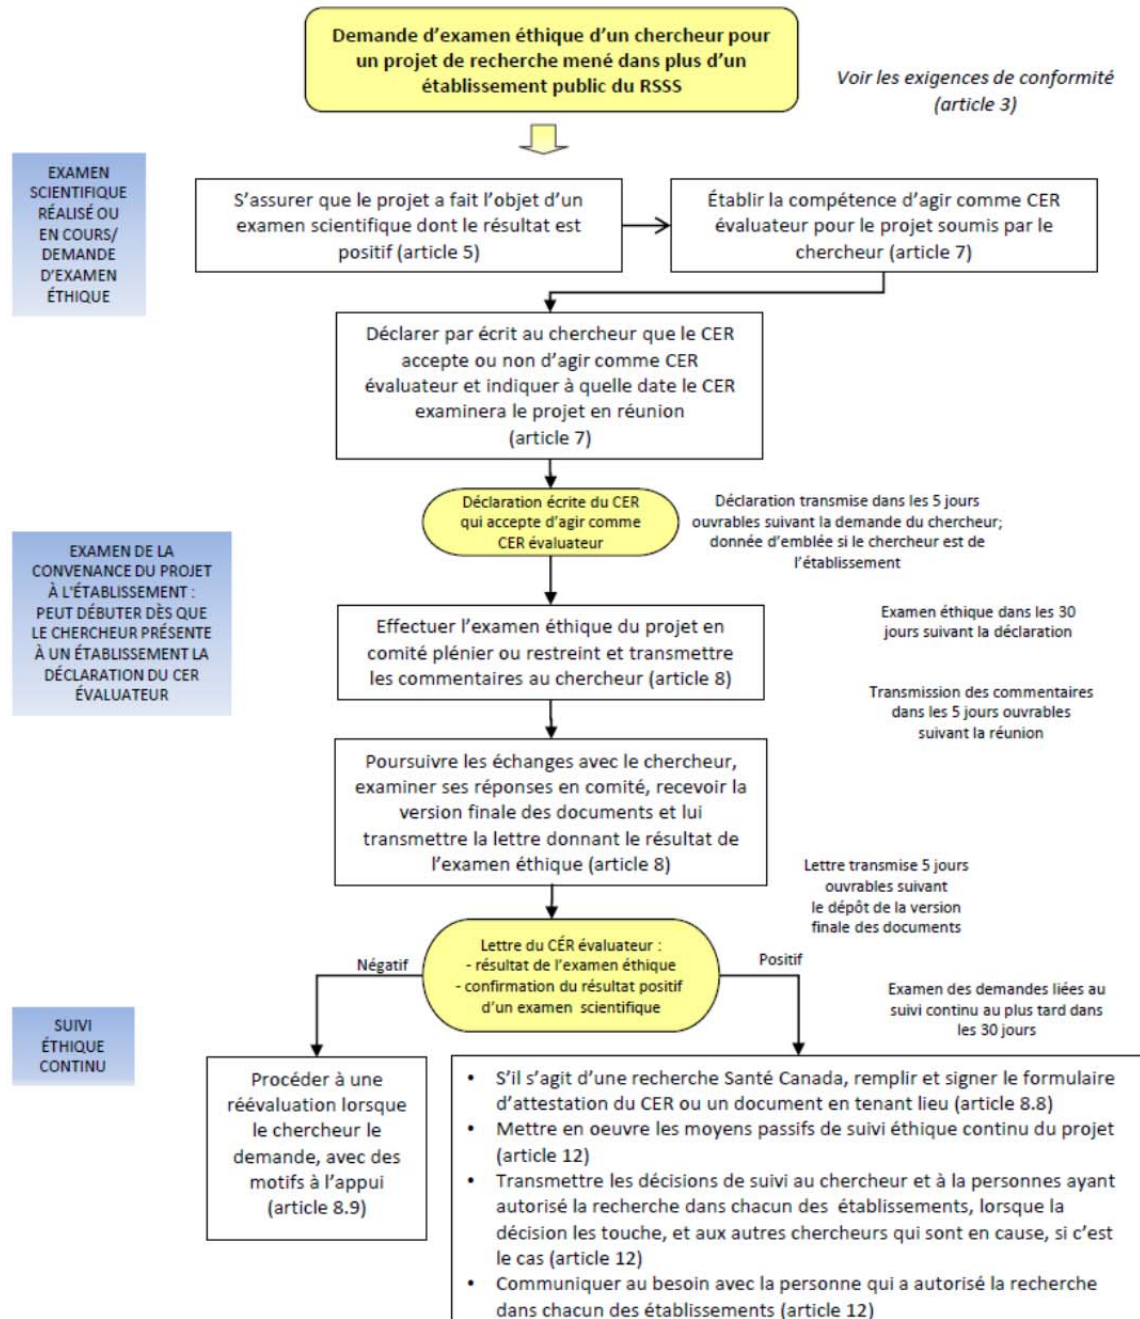 Demande d'examen éthique d'un chercheur pour
un projet de recherche mené dans plus d'un
établissement public du RSSS
Voir les exigences de conformité
(article 3)
EXAMEN
SCIENTIFIQUE
RÉALISÉ OU
EN COURS/
DEMANDE
D'EXAMEN
ÉTHIQUE
S'assurer que le projet a fait l'objet d'un
examen scientifique dont le résultat est
positif (article 5)
Établir la compétence d'agir comme CER
évaluateur pour le projet soumis par le
chercheur (article 7)
Déclarer par écrit au chercheur que le CER
accepte ou non d'agir comme CER
évaluateur et indiquer à quelle date le CER
examinera le projet en réunion
(article 7)
Déclaration écrite du CER
qui accepte d'agir comme
CER évaluateur
Déclaration transmise dans les 5 jours
ouvrables suivant la demande du chercheur;
donnée d'emblée si le chercheur est de
l'établissement
EXAMEN DE LA
CONVENANCE DU PROJET
À L'ÉTABLISSEMENT :
PEUT DÉBUTER DÈS QUE
LE CHERCHEUR PRÉSENTE
À UN ÉTABLISSEMENT LA
DÉCLARATION DU CER
ÉVALUATEUR
Effectuer l'examen éthique du projet en
comité plénier ou restreint et transmettre
les commentaires au chercheur (article 8)
Examen éthique dans les 30
jours suivant la déclaration
Transmission des commentaires
dans les 5 jours ouvrables
suivant la réunion
Poursuivre les échanges avec le chercheur,
examiner ses réponses en comité, recevoir la
version finale des documents et lui
transmettre la lettre donnant le résultat de
l'examen éthique (article 8)
Lettre transmise 5 jours
ouvrables suivant
le dépôt de la version
finale des documents
Lettre du CÉR évaluateur :
- résultat de l'examen éthique
- confirmation du résultat positif
d'un examen scientifique
Négatif
Positif
Examen des demandes liées au
suivi continu au plus tard dans
les 30 jours
SUIVI
ÉTHIQUE
CONTINU
Procéder à une
réévaluation lorsque
le chercheur le
demande, avec des
motifs à l'appui
(article 8.9)
• S'il s'agit d'une recherche Santé Canada, remplir et signer le formulaire
d'attestation du CER ou un document en tenant lieu (article 8.8)
• Mettre en oeuvre les moyens passifs de suivi éthique continu du projet
(article 12)
• Transmettre les décisions de suivi au chercheur et à la personnes ayant
autorisé la recherche dans chacun des établissements, lorsque la
décision les touche, et aux autres chercheurs qui sont en cause, si c'est
le cas (article 12)
• Communiquer au besoin avec la personne qui a autorisé la recherche
dans chacun des établissements (article 12)